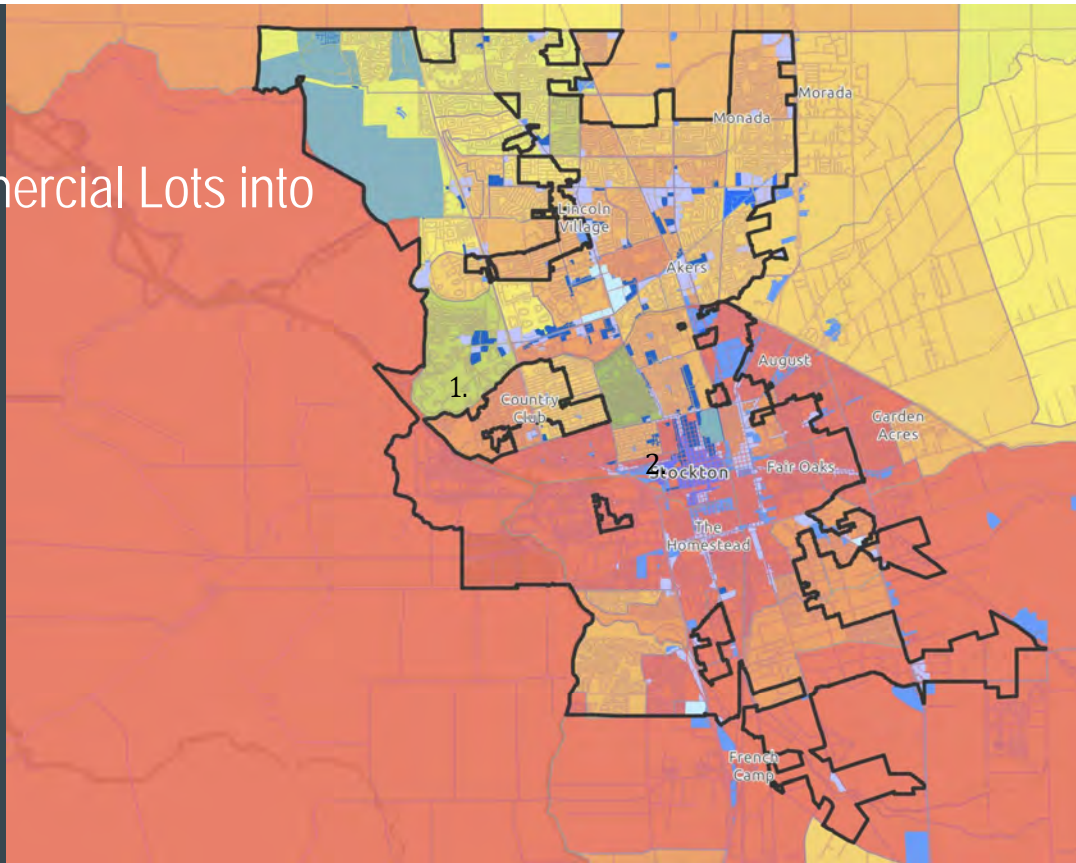 mercial Lots into
Morada
Monada
Lincoln
Village
Akers
August
1.
Country
Club
Garden
Acres
2.
Stockton
Fair Oaks
The
Homestead
French
Camp